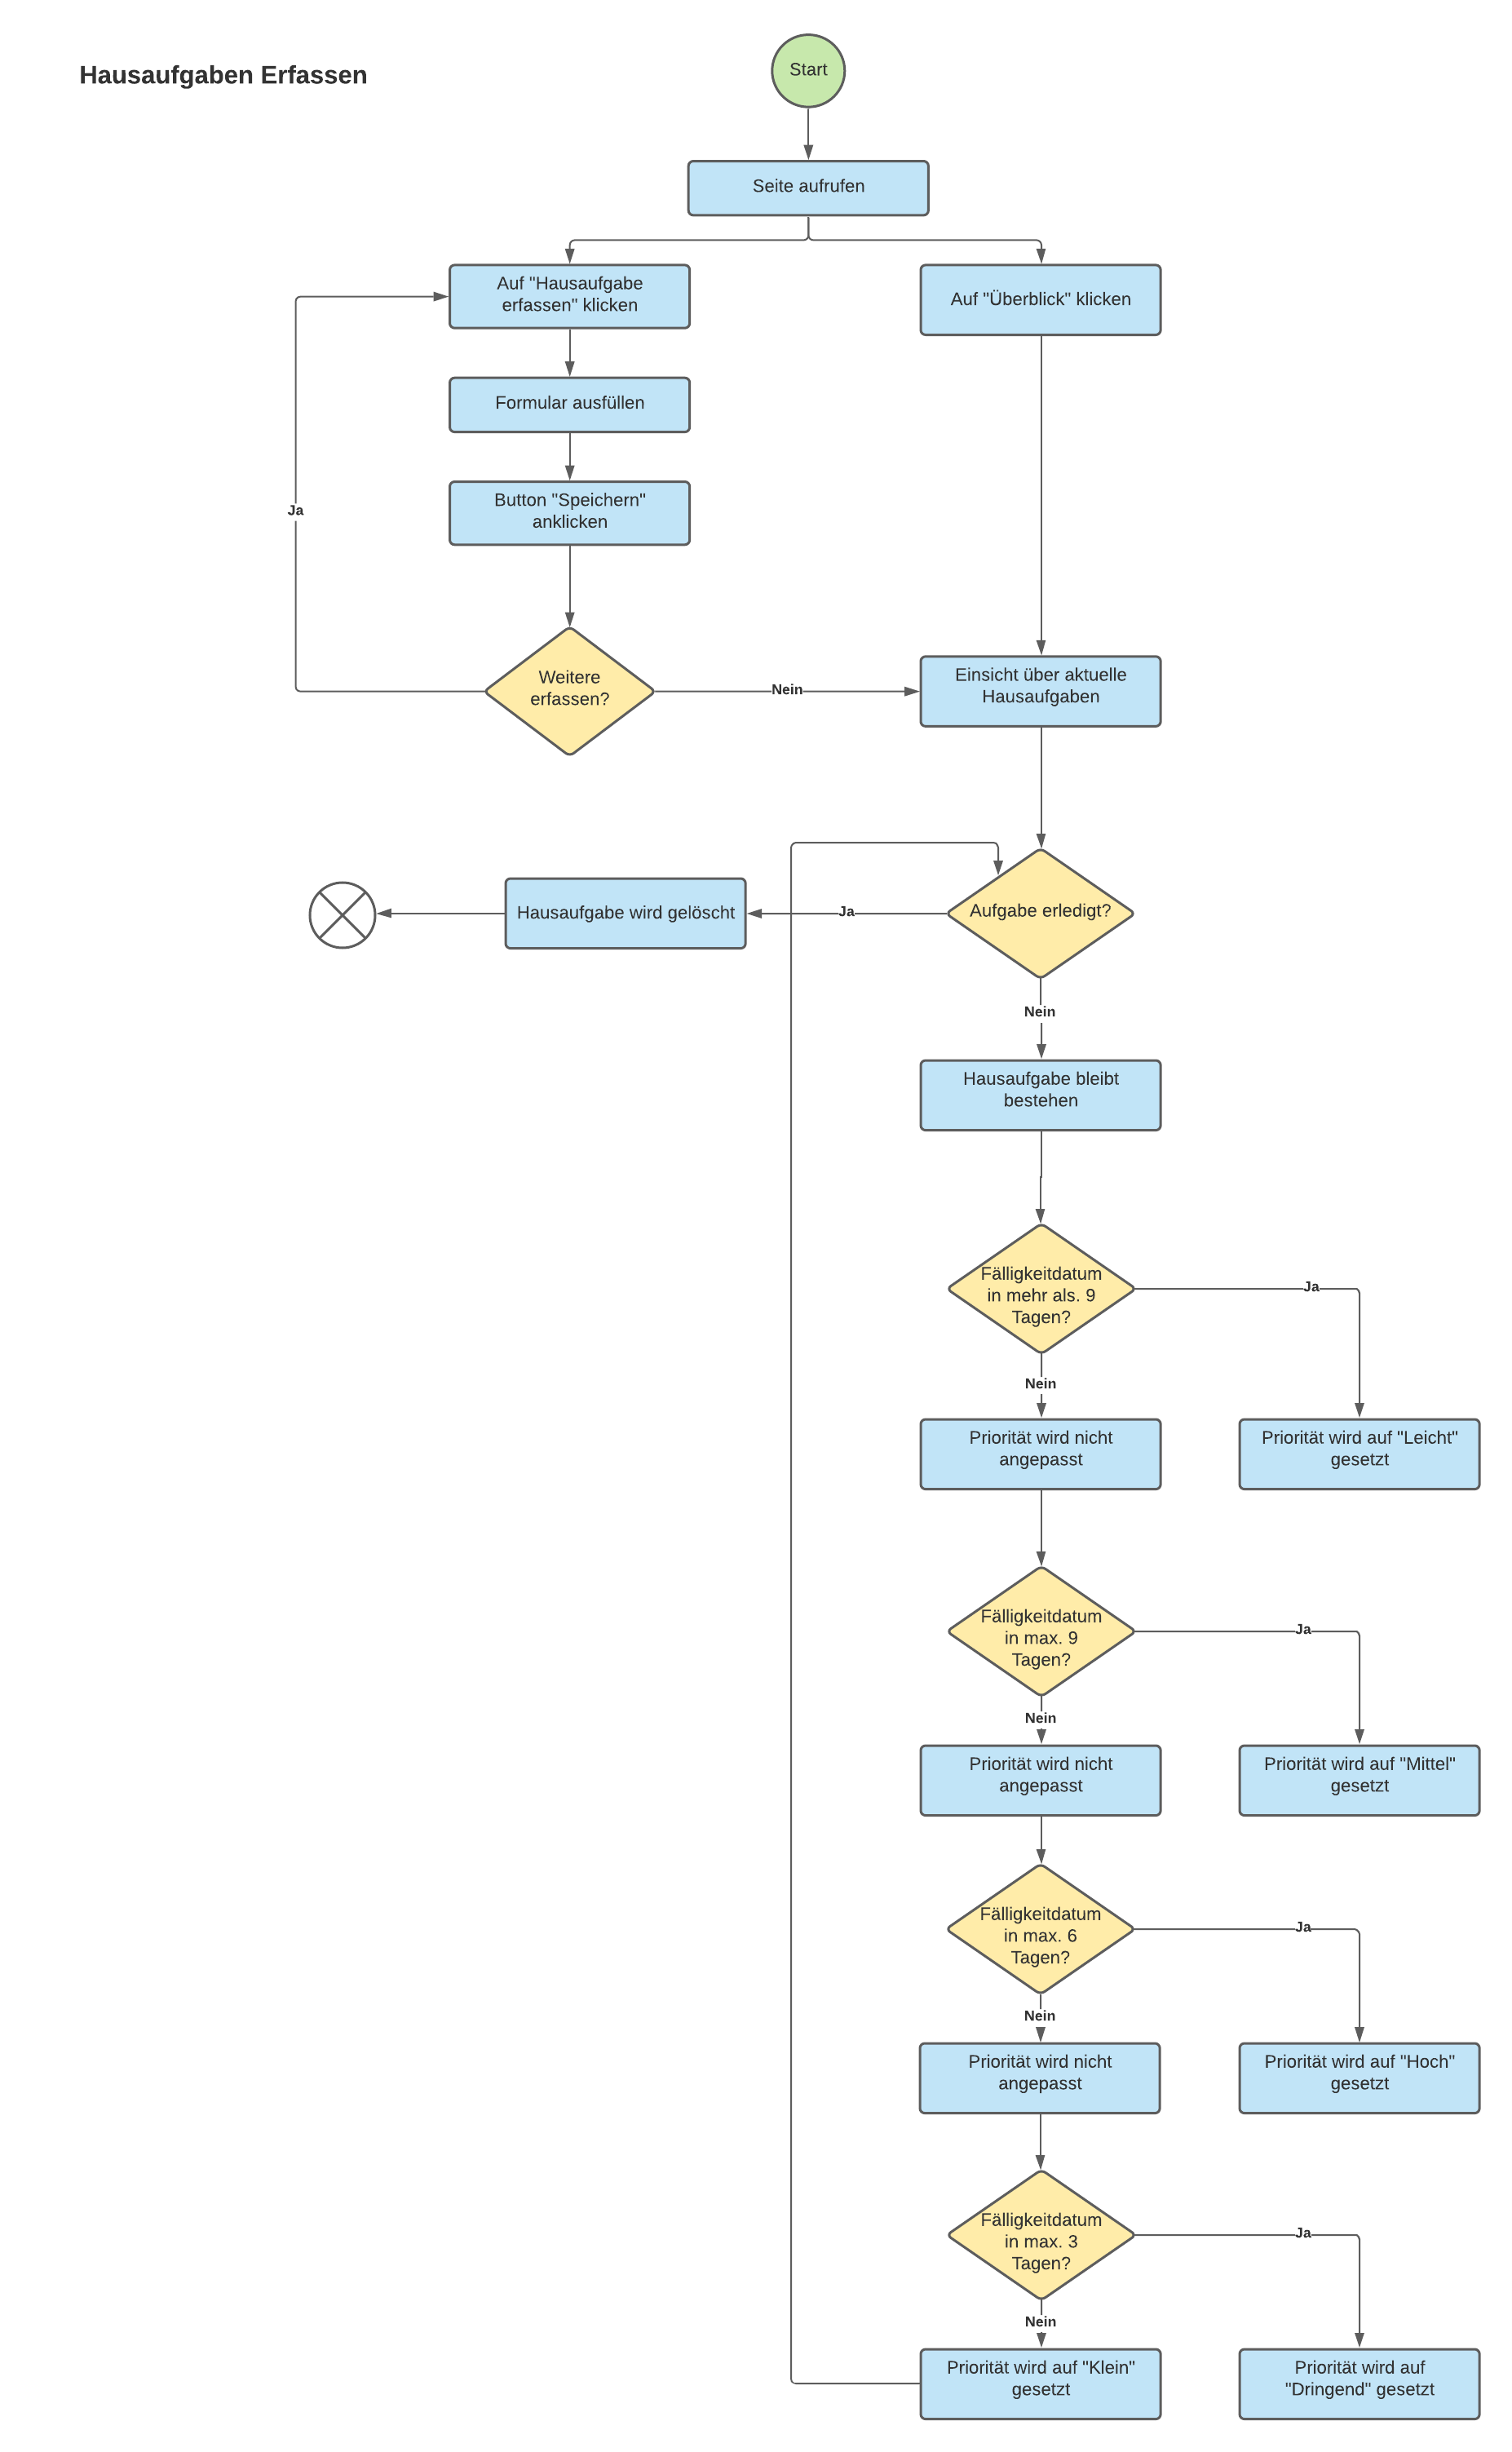 Hausaufgaben Erfassen
Start
Seite aufrufen
Auf "Hausaufgabe
erfassen" klicken
Auf "Überblick" klicken
Formular ausfüllen
Button "Speichern"
anklicken
Ja
Weitere
erfassen?
Nein
Einsicht über aktuelle
Hausaufgaben
Hausaufgabe wird gelöscht
Ja
Aufgabe erledigt?
Nein
Hausaufgabe bleibt
bestehen
Fälligkeitdatum
in mehr als. 9
Tagen?
Ja
Nein
Priorität wird nicht
angepasst
Priorität wird auf "Leicht"
gesetzt
Fälligkeitdatum
in max. 9
Tagen?
Ja
Nein
Priorität wird nicht
angepasst
Priorität wird auf "Mittel"
gesetzt
Fälligkeitdatum
in max. 6
Tagen?
Ja
Nein
Priorität wird nicht
angepasst
Priorität wird auf "Hoch"
gesetzt
Fälligkeitdatum
in max. 3
Tagen?
Ja
Nein
Priorität wird auf "Klein"
gesetzt
Priorität wird auf
"Dringend" gesetzt